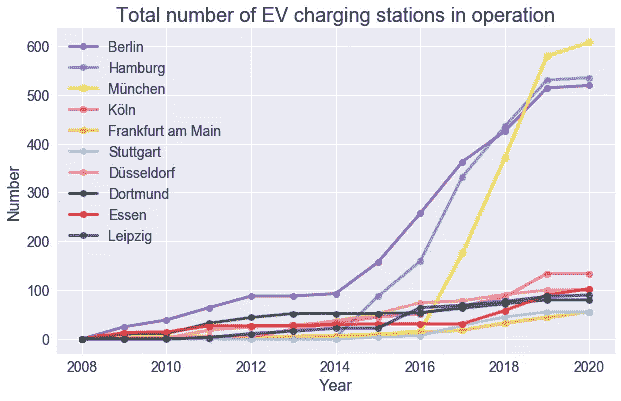 Total number of EV charging stations in operation
600
500
400
300
200
100
0
Number
Berlin
Hamburg
München
Köln
Frankfurt am Main
Stuttgart
Düsseldorf
Dortmund
Essen
Leipzig
2008 2010 2012 2014 2016 2018 2020
Year